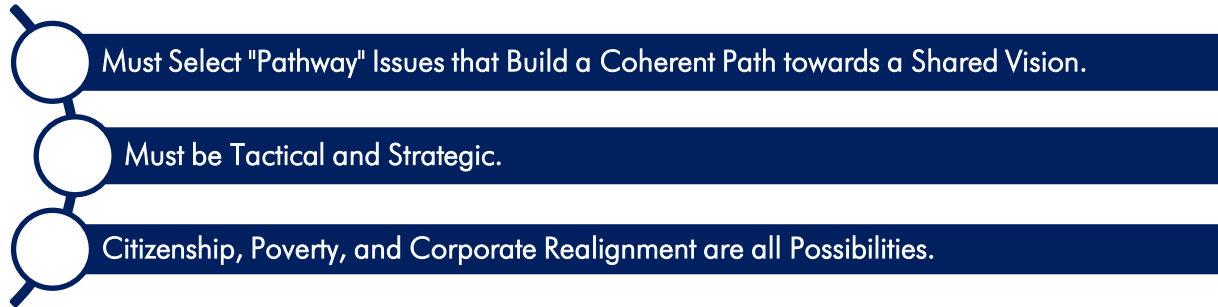 Must Select "Pathway" Issues that Build a Coherent Path towards a Shared Vision.
Must be Tactical and Strategic.
Citizenship, Poverty, and Corporate Realignment are all Possibilities.